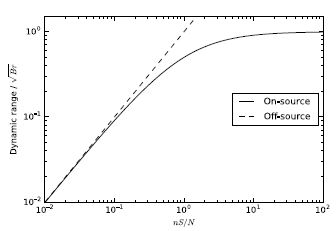 Dynamic range / √Bτ
10⁰
10⁻¹
10⁻²
On-source
Off-source
10⁻² 10⁻¹ 10⁰ 10¹ 10²
nS/N